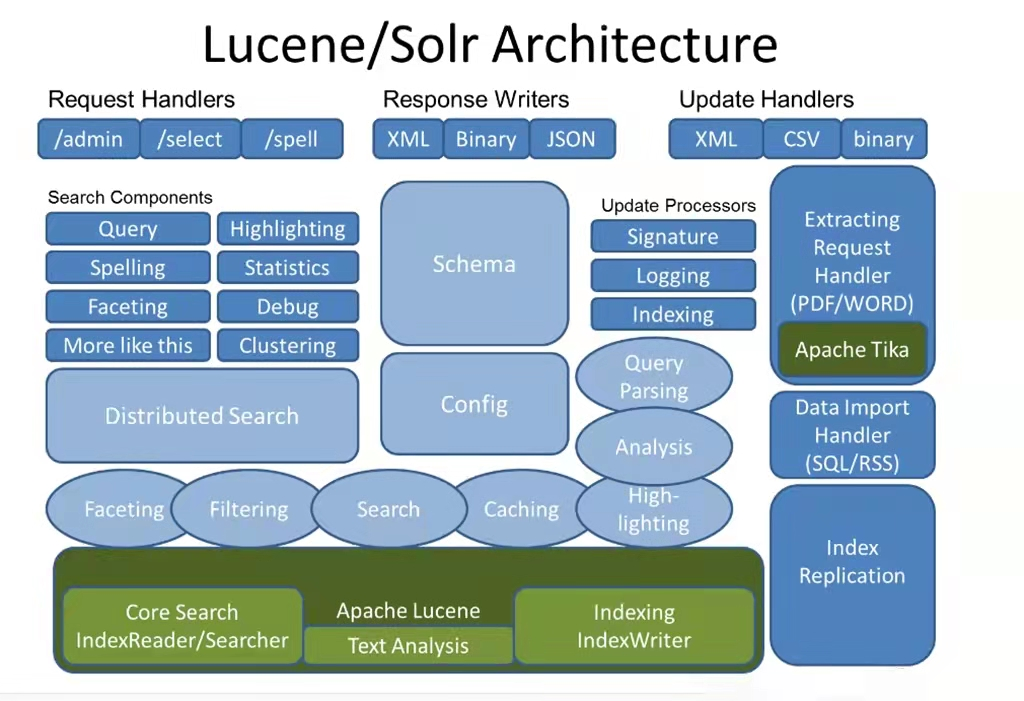 Lucene/Solr Architecture
Request Handlers
/admin
/select
/spell
Response Writers
XML
Binary
JSON
Update Handlers
XML
CSV
binary
Search Components
Query
Highlighting
Spelling
Statistics
Faceting
Debug
More like this
Clustering
Distributed Search
Schema
Config
Update Processors
Signature
Logging
Indexing
Query
Parsing
Analysis
High-
lighting
Faceting
Filtering
Search
Caching
Extracting
Request
Handler
(PDF/WORD)
Apache Tika
Data Import
Handler
(SQL/RSS)
Index
Replication
Core Search
IndexReader/Searcher
Apache Lucene
Text Analysis
Indexing
IndexWriter